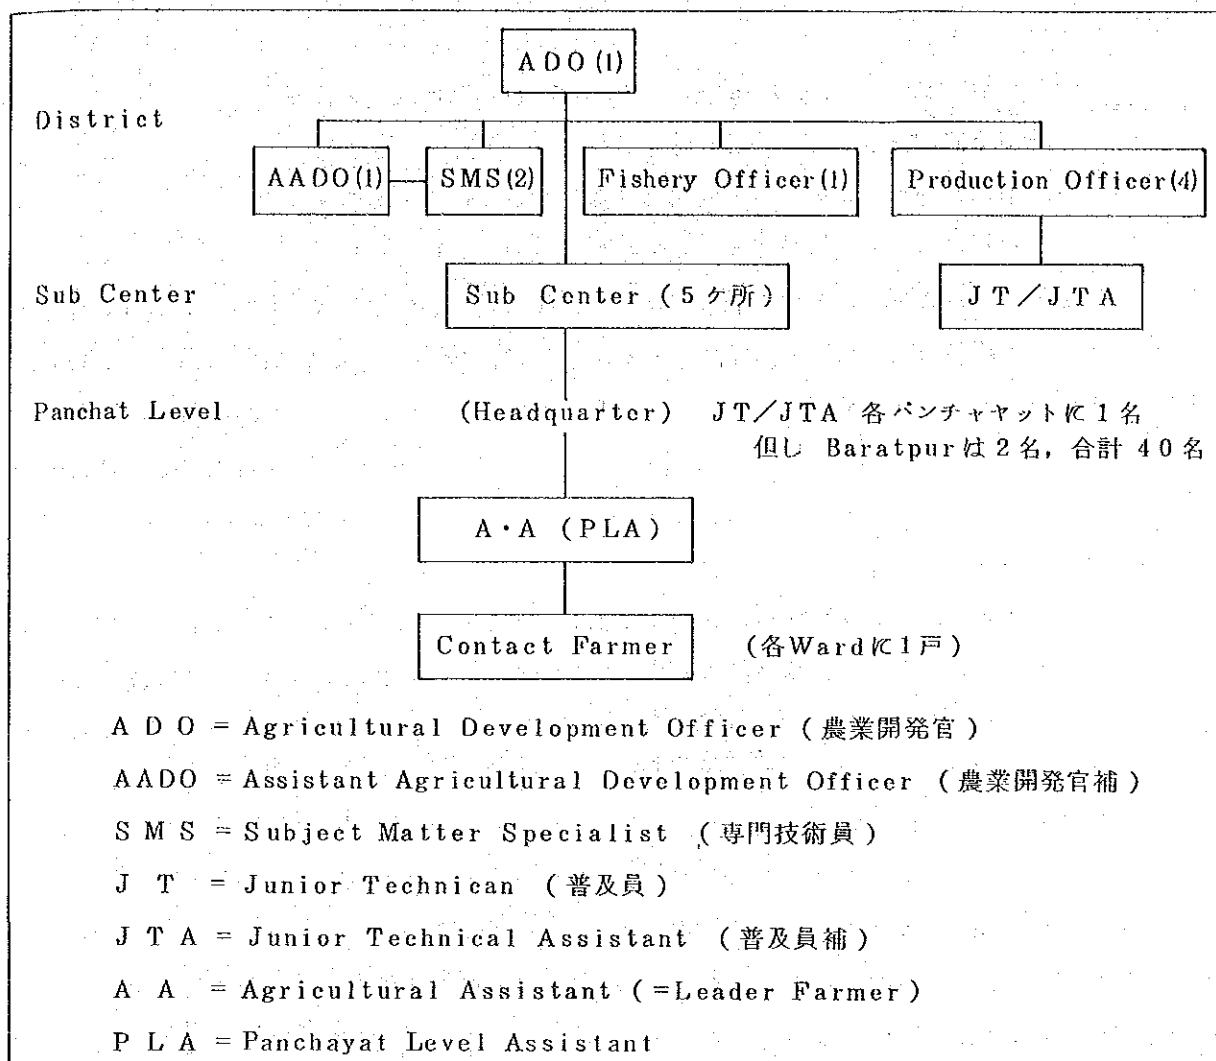 ADO(1)
District
AADO(1) SMS(2) Fishery Officer(1) Production Officer(4)
Sub Center Sub Center (5ケ所) JT/JTA
Panchat Level (Headquarter) JT/JTA 各パンチャヤットに1名
但し Baratpurは2名, 合計 40名
A・A (PLA)
Contact Farmer (各Wardに1戸)
ADO = Agricultural Development Officer (農業開発官)
AADO = Assistant Agricultural Development Officer (農業開発官補)
SMS = Subject Matter Specialist (専門技術員)
JT = Junior Technican (普及員)
JTA = Junior Technical Assistant (普及員補)
AA = Agricultural Assistant (=Leader Farmer)
PLA = Panchayat Level Assistant